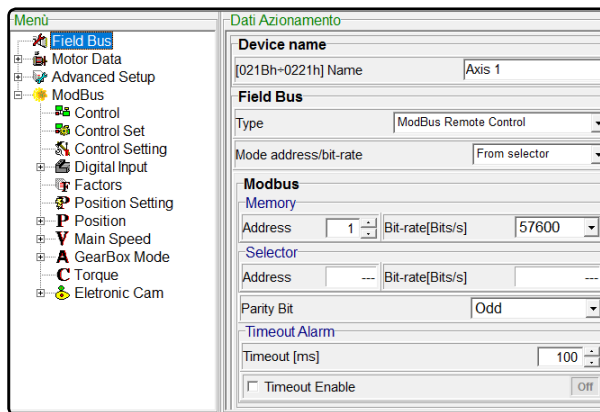 Menù
Field Bus
Motor Data
Advanced Setup
ModBus
Control
Control Set
Control Setting
Digital Input
Factors
Position Setting
P Position
V Main Speed
A GearBox Mode
C Torque
Eletronic Cam
Dati Azionamento
Device name
[021Bh÷0221h] Name Axis 1
Field Bus
Type ModBus Remote Control
Mode address/bit-rate From selector
Modbus
Memory
Address 1 Bit-rate[Bits/s] 57600
Selector
Address --- Bit-rate[Bits/s] ---
Parity Bit Odd
Timeout Alarm
Timeout [ms] 100
Timeout Enable Off